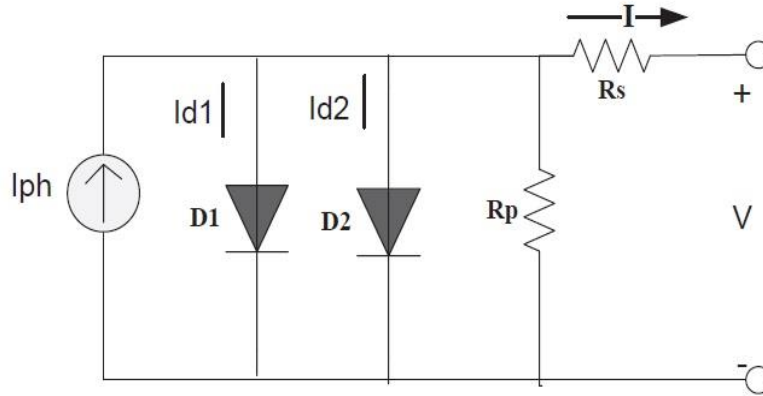 I
Rs
+
Id1
Id2
Iph
D1
D2
Rp
V
-